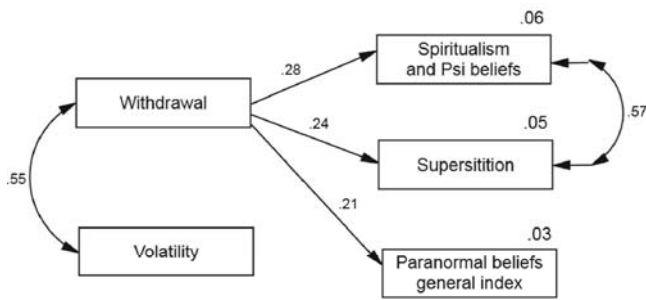 .06
Spiritualism
and Psi beliefs
.28
Withdrawal
.05
.57
.24
Supersitition
.55
.21
.03
Volatility
Paranormal beliefs
general index